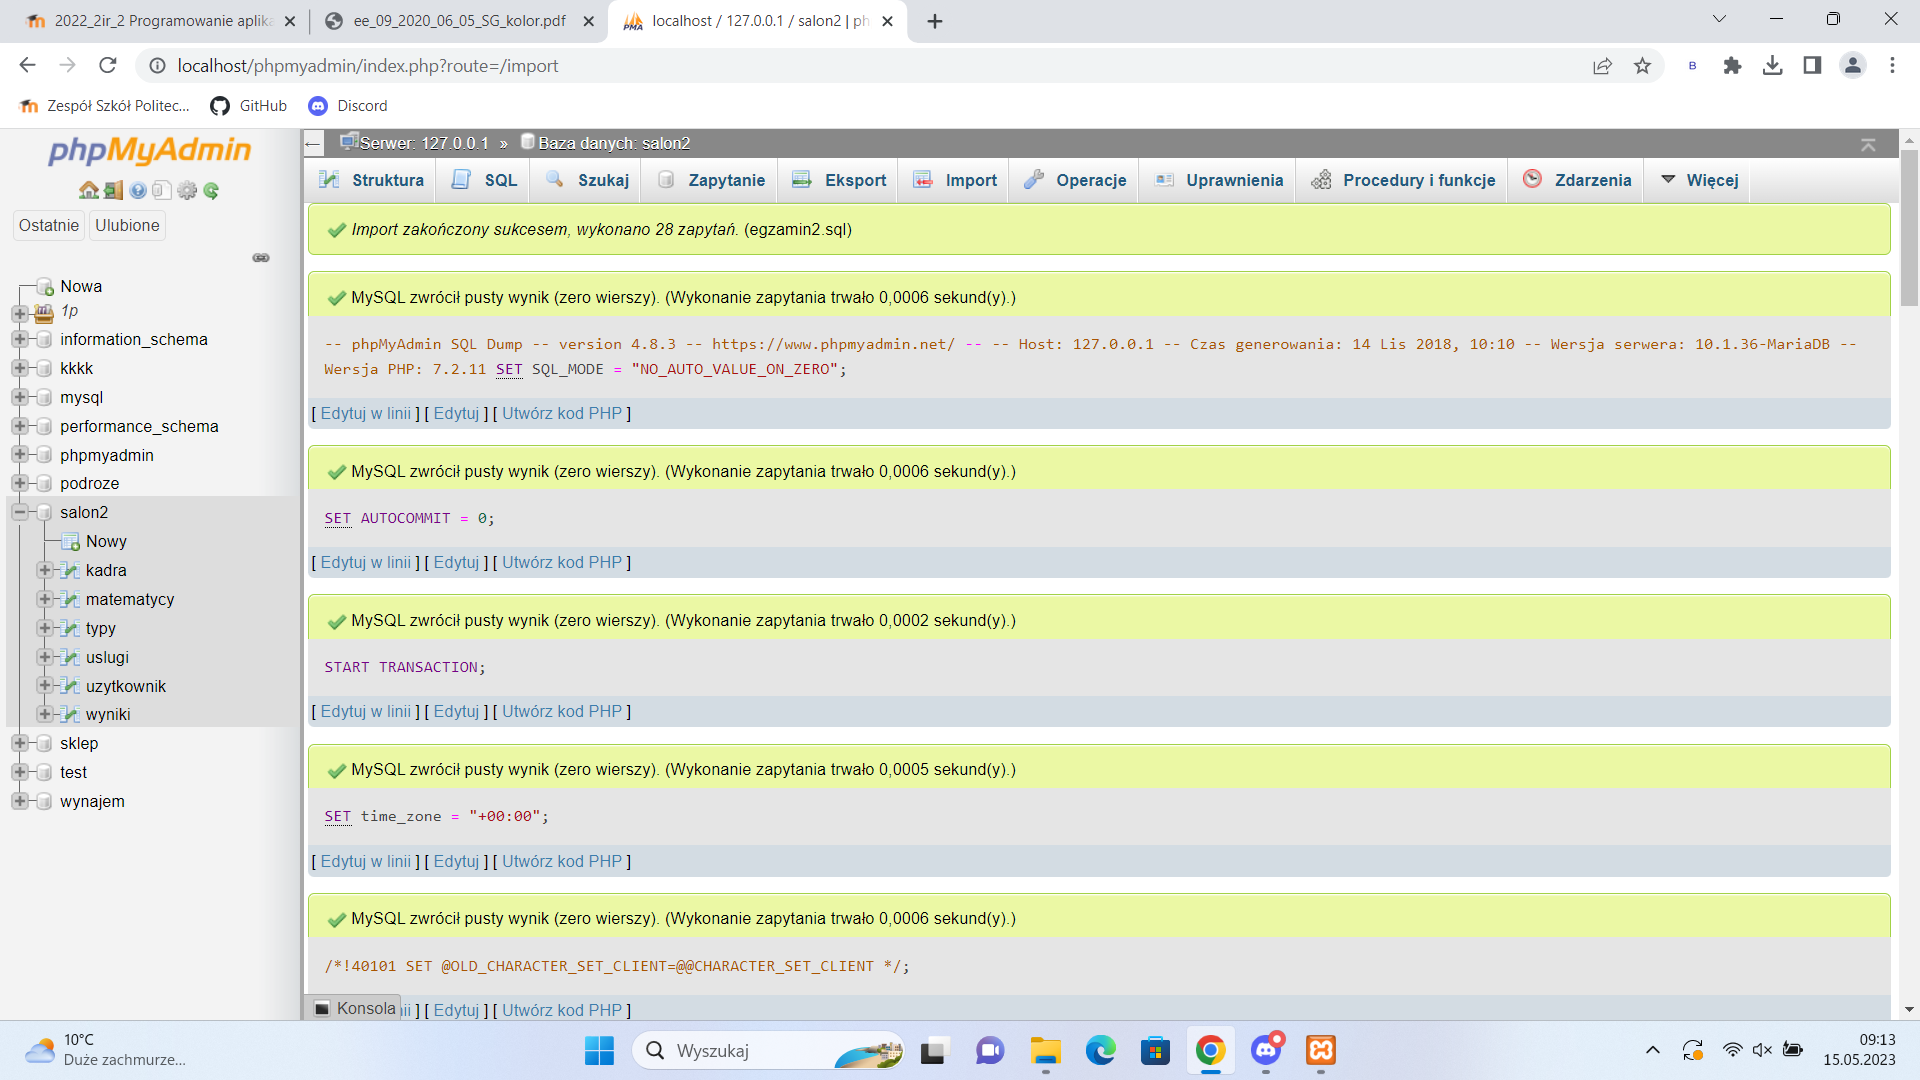 2022_2ir_2 Programowanie aplika
ee_09_2020_06_05_SG_kolor.pdf
localhost / 127.0.0.1 / salon2 | ph
localhost/phpmyadmin/index.php?route=/import
B
Zespół Szkół Politec...
GitHub
Discord
phpMyAdmin
Ostatnie
Ulubione
Nowa
1p
information_schema
kkkk
mysql
performance_schema
phpmyadmin
podroze
salon2
Nowy
kadra
matematycy
typy
uslugi
uzytkownik
wyniki
sklep
test
wynajem
Serwer: 127.0.0.1 » Baza danych: salon2
Struktura
SQL
Szukaj
Zapytanie
Eksport
Import
Operacje
Uprawnienia
Procedury i funkcje
Zdarzenia
Więcej
Import zakończony sukcesem, wykonano 28 zapytań. (egzamin2.sql)
MySQL zwrócił pusty wynik (zero wierszy). (Wykonanie zapytania trwało 0,0006 sekund(y).)
-- phpMyAdmin SQL Dump -- version 4.8.3 -- https://www.phpmyadmin.net/ -- -- Host: 127.0.0.1 -- Czas generowania: 14 Lis 2018, 10:10 -- Wersja serwera: 10.1.36-MariaDB --
Wersja PHP: 7.2.11 SET SQL_MODE = "NO_AUTO_VALUE_ON_ZERO";
[ Edytuj w linii ] [ Edytuj ] [ Utwórz kod PHP ]
MySQL zwrócił pusty wynik (zero wierszy). (Wykonanie zapytania trwało 0,0006 sekund(y).)
SET AUTOCOMMIT = 0;
[ Edytuj w linii ] [ Edytuj ] [ Utwórz kod PHP ]
MySQL zwrócił pusty wynik (zero wierszy). (Wykonanie zapytania trwało 0,0002 sekund(y).)
START TRANSACTION;
[ Edytuj w linii ] [ Edytuj ] [ Utwórz kod PHP ]
MySQL zwrócił pusty wynik (zero wierszy). (Wykonanie zapytania trwało 0,0005 sekund(y).)
SET time_zone = "+00:00";
[ Edytuj w linii ] [ Edytuj ] [ Utwórz kod PHP ]
MySQL zwrócił pusty wynik (zero wierszy). (Wykonanie zapytania trwało 0,0006 sekund(y).)
/*!40101 SET @OLD_CHARACTER_SET_CLIENT=@@CHARACTER_SET_CLIENT */;
Konsola
nii ] [ Edytuj ] [ Utwórz kod PHP ]
10°C
Duże zachmurze...
Wyszukaj
09:13
15.05.2023